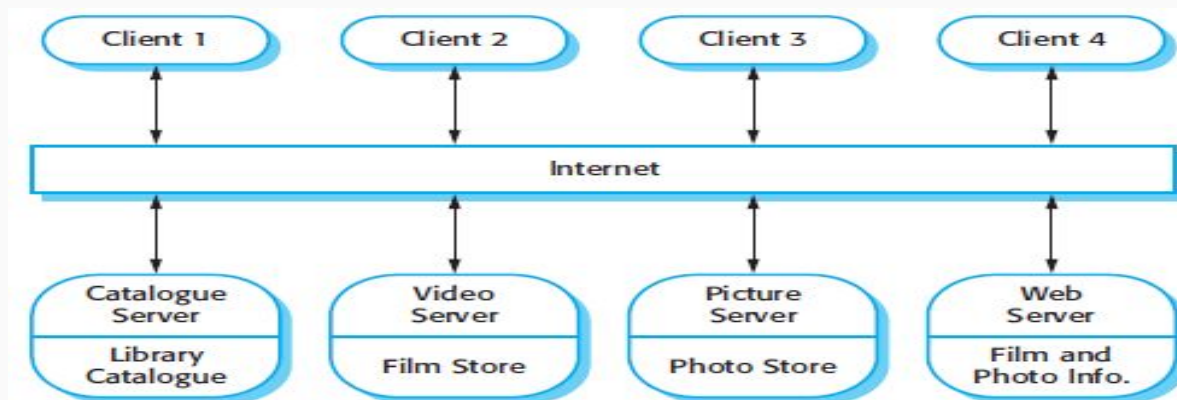 Client 1
Client 2
Client 3
Client 4
Internet
Catalogue
Server
Library
Catalogue
Video
Server
Film Store
Picture
Server
Photo Store
Web
Server
Film and
Photo Info.